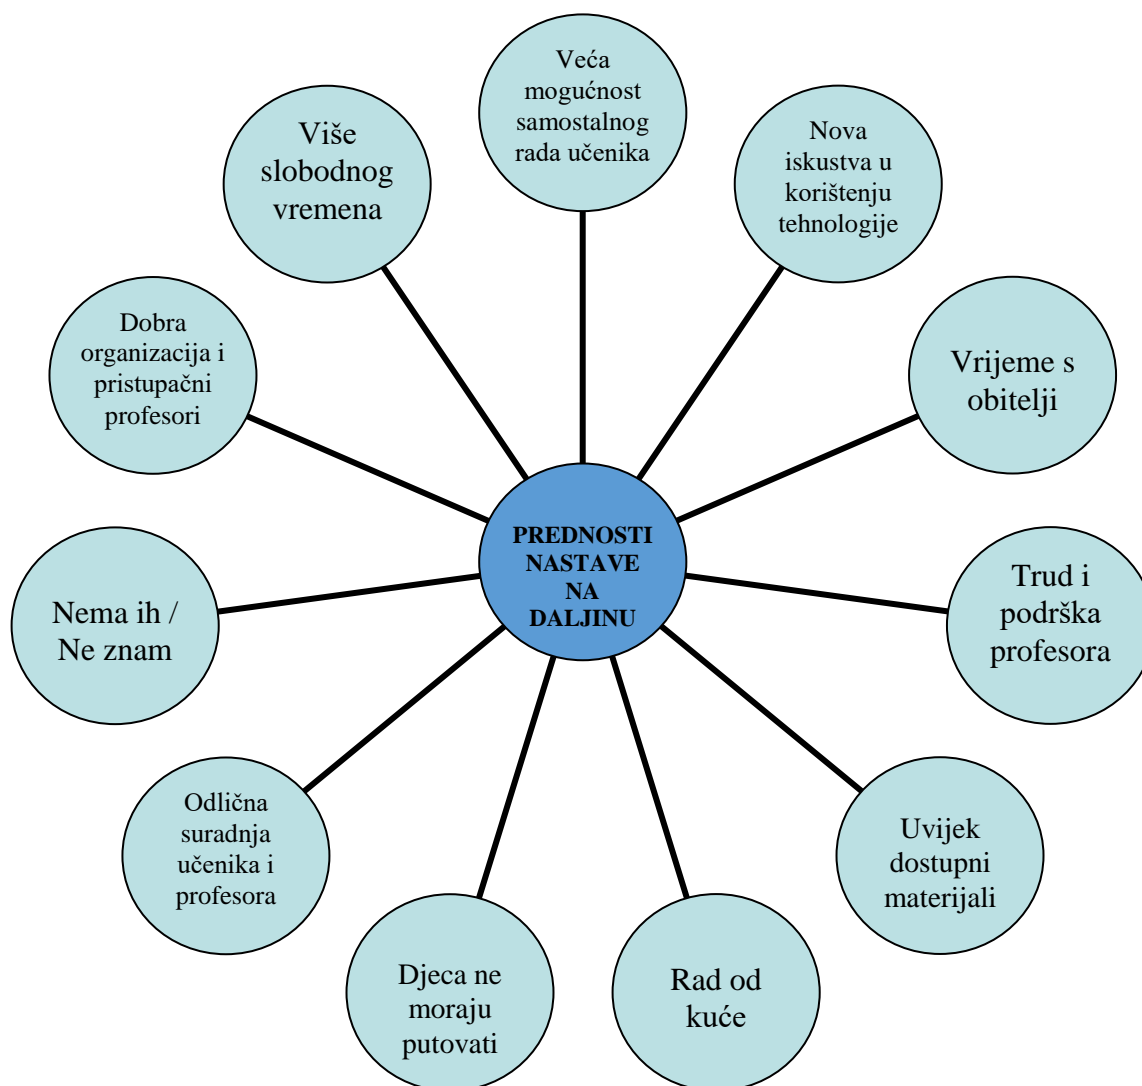 Veća
mogućnost
samostalnog
rada učenika
Nova
iskustva u
korištenju
tehnologije
Vrijeme s
obitelji
Trud i
podrška
profesora
Uvijek
dostupni
materijali
Rad od
kuće
Djeca ne
moraju
putovati
Odlična
suradnja
učenika i
profesora
Nema ih /
Ne znam
Dobra
organizacija i
pristupačni
profesori
Više
slobodnog
vremena
PREDNOSTI
NASTAVE
NA
DALJINU